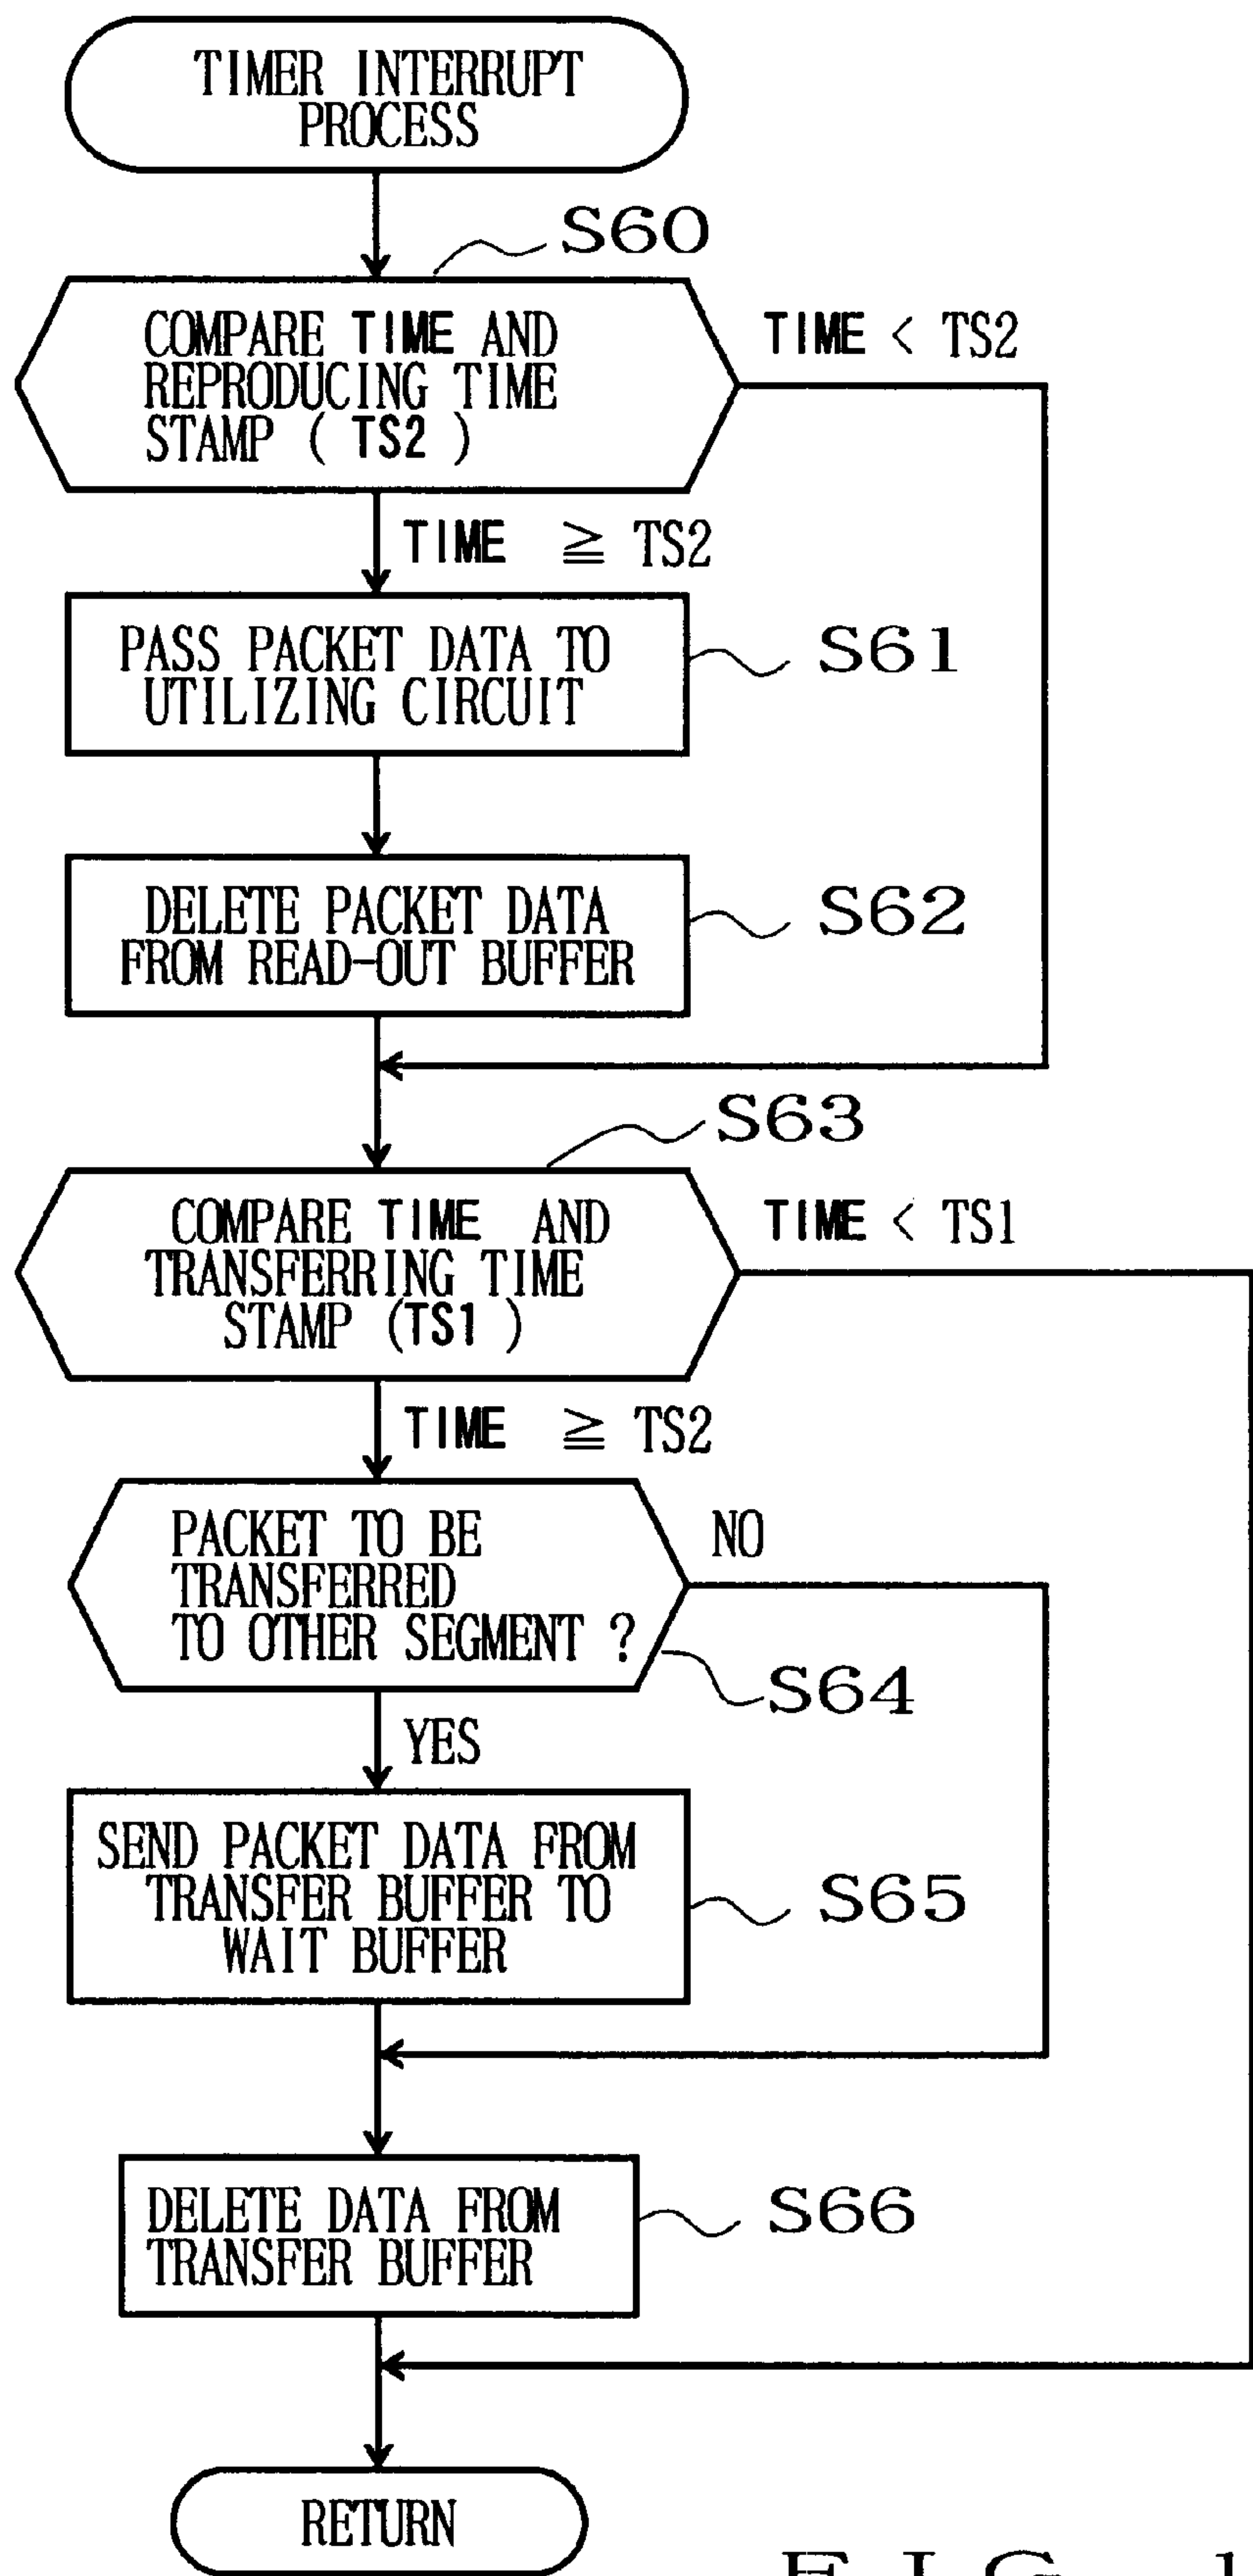 TIMER INTERRUPT
PROCESS
S60
COMPARE TIME AND
REPRODUCING TIME
STAMP ( TS2 )
TIME < TS2
TIME ≧ TS2
PASS PACKET DATA TO
UTILIZING CIRCUIT
S61
DELETE PACKET DATA
FROM READ-OUT BUFFER
S62
S63
COMPARE TIME AND
TRANSFERRING TIME
STAMP (TS1 )
TIME < TS1
TIME ≧ TS2
PACKET TO BE
TRANSFERRED
TO OTHER SEGMENT ?
NO
S64
YES
SEND PACKET DATA FROM
TRANSFER BUFFER TO
WAIT BUFFER
S65
DELETE DATA FROM
TRANSFER BUFFER
S66
RETURN